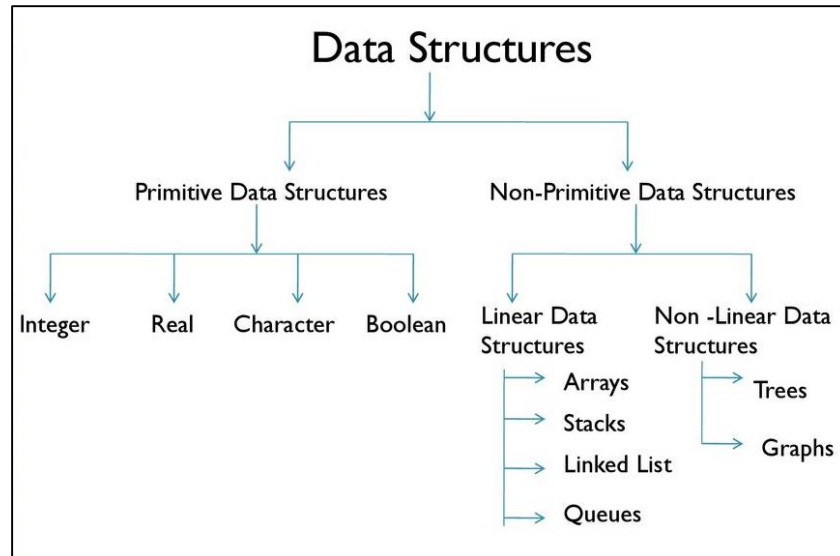 Data Structures
Primitive Data Structures
Non-Primitive Data Structures
Integer
Real
Character
Boolean
Linear Data
Structures
Arrays
Stacks
Linked List
Queues
Non -Linear Data
Structures
Trees
Graphs